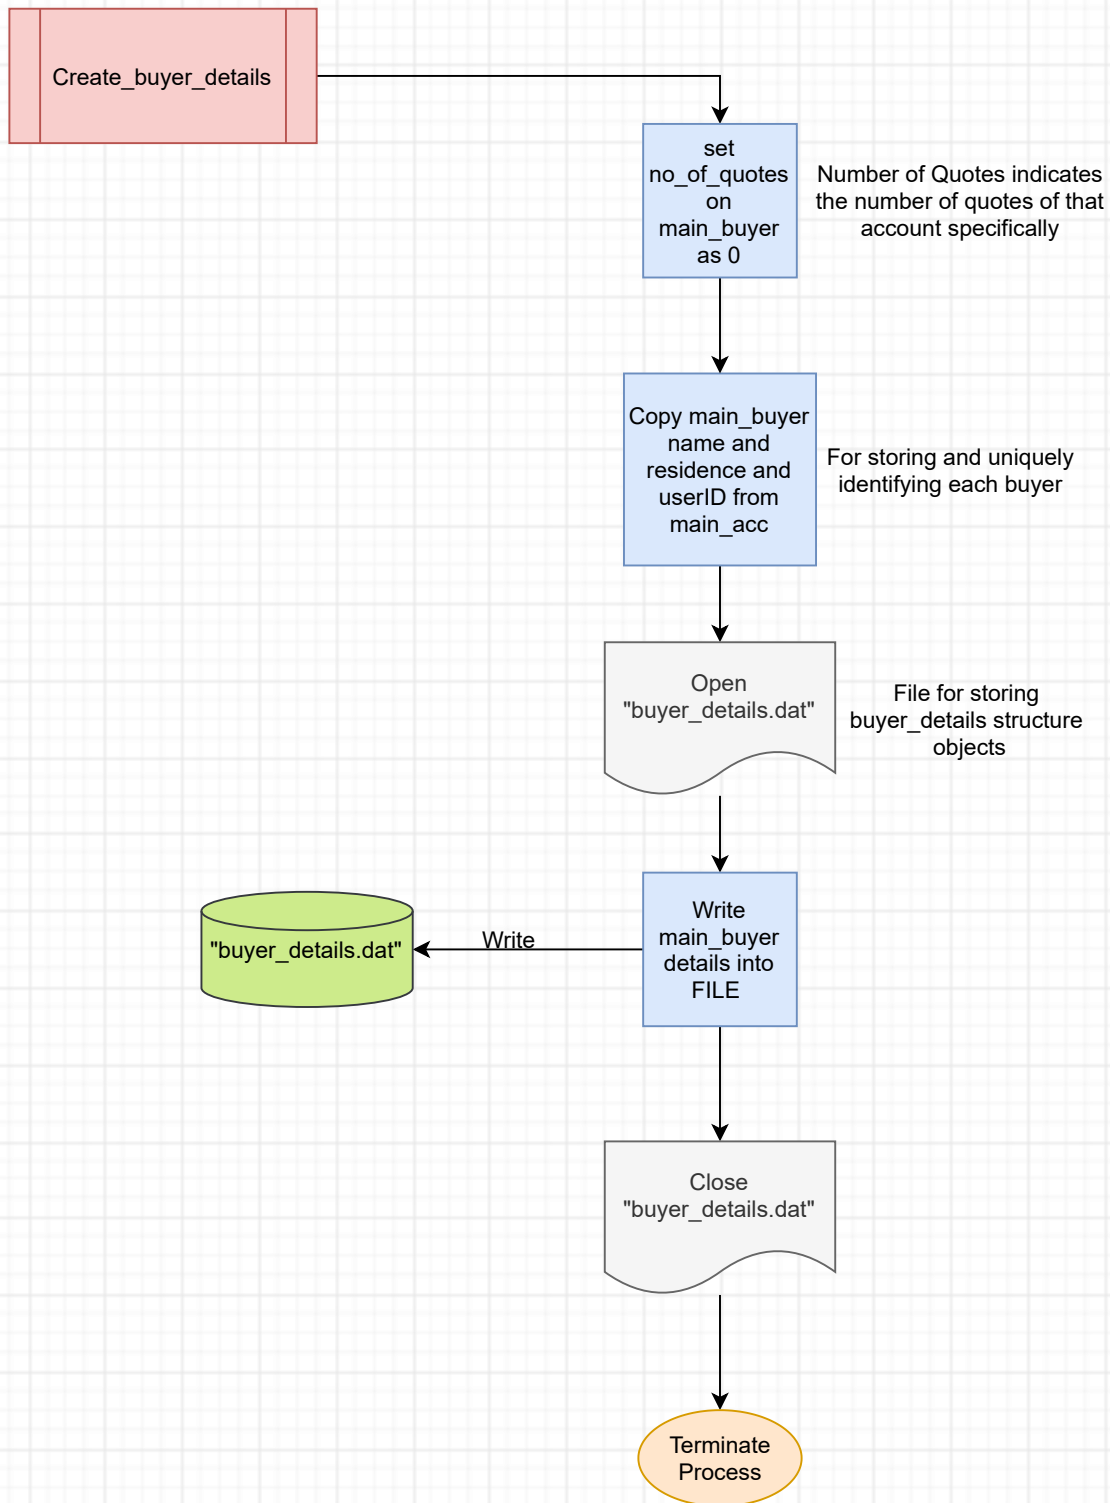 Create_buyer_details
set
no_of_quotes
on
main_buyer
as 0
Number of Quotes indicates
the number of quotes of that
account specifically
Copy main_buyer
name and
residence and
userID from
main_acc
For storing and uniquely
identifying each buyer
Open
"buyer_details.dat"
File for storing
buyer_details structure
objects
"buyer_details.dat"
Write
Write
main_buyer
details into
FILE
Close
"buyer_details.dat"
Terminate
Process